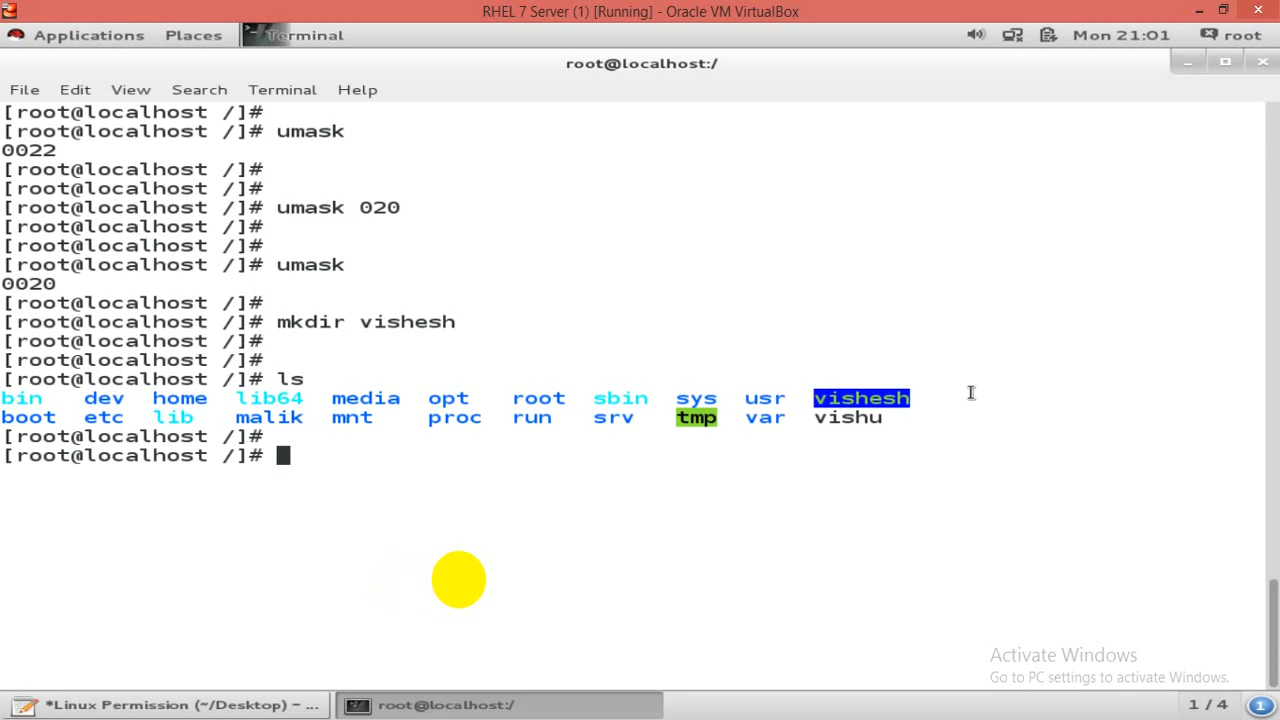 RHEL 7 Server (1) [Running] - Oracle VM VirtualBox
Applications Places Terminal Mon 21:01 root
root@localhost:/
File Edit View Search Terminal Help
[root@localhost /]#
[root@localhost /]# umask
0022
[root@localhost /]#
[root@localhost /]#
[root@localhost /]# umask 020
[root@localhost /]#
[root@localhost /]#
[root@localhost /]# umask
0020
[root@localhost /]#
[root@localhost /]# mkdir vishesh
[root@localhost /]#
[root@localhost /]#
[root@localhost /]# ls
bin dev home lib64 media opt root sbin sys usr vishesh
boot etc lib malik mnt proc run srv tmp var vishu
[root@localhost /]#
[root@localhost /]#
Activate Windows
Go to PC settings to activate Windows.
*Linux Permission (~/Desktop) – ... root@localhost:/ 1 / 4 1